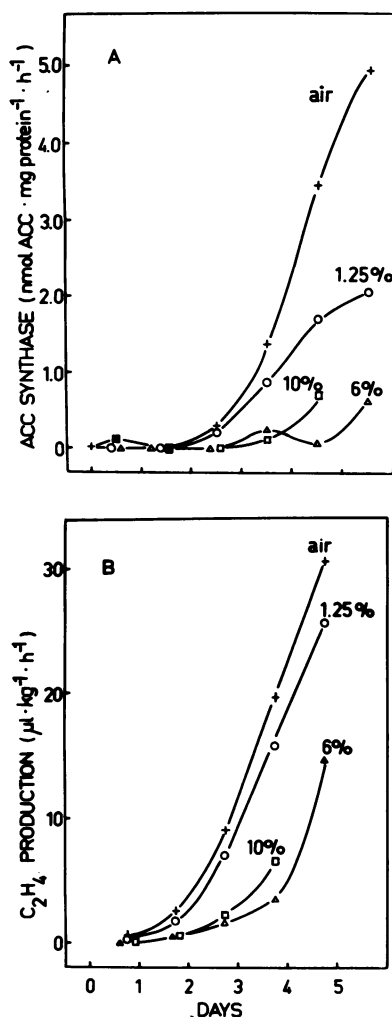 A
ACC SYNTHASE (nmol ACC · mg protein⁻¹ · h⁻¹)
5.0
4.0
3.0
2.0
1.0
0
air
1.25%
10%
6%
B
C₂H₄ PRODUCTION (µl · kg⁻¹ · h⁻¹)
30
20
10
0
air
1.25%
6%
10%
0 1 2 3 4 5
DAYS